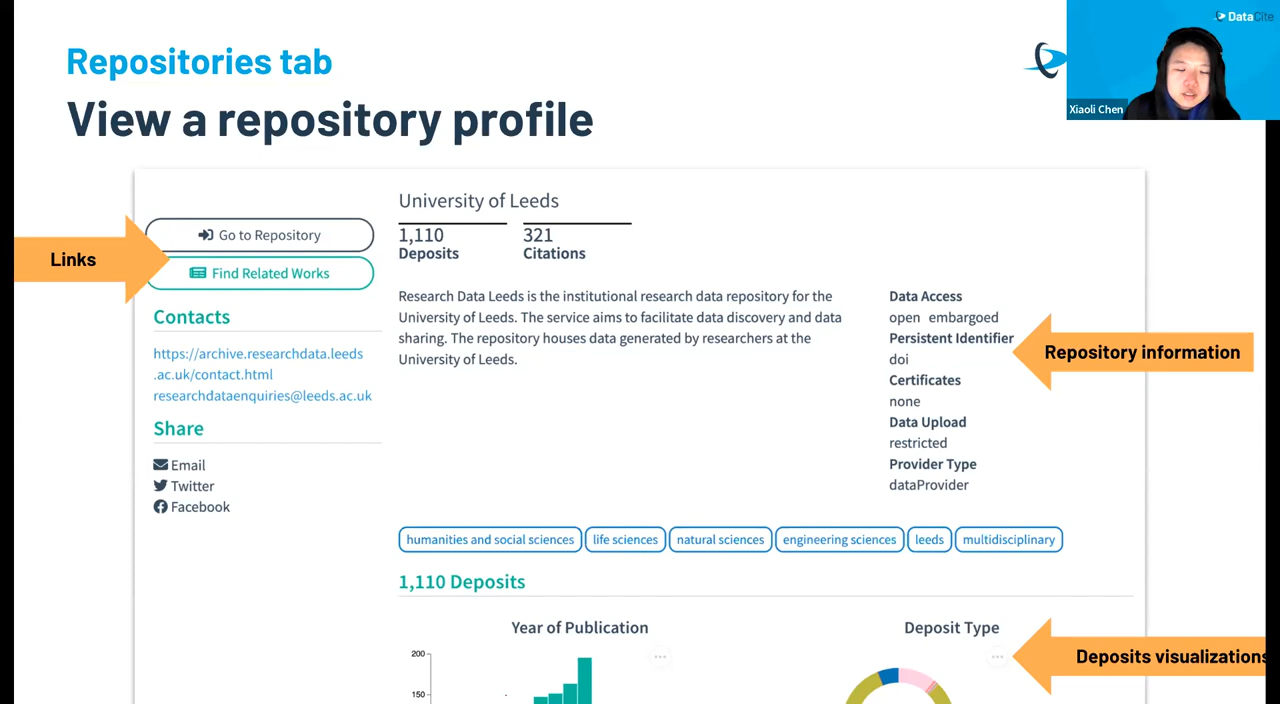 DataCite
Xiaoli Chen
Repositories tab
View a repository profile
University of Leeds
Go to Repository
1,110
321
Deposits
Citations
Links
Find Related Works
Research Data Leeds is the institutional research data repository for the
University of Leeds. The service aims to facilitate data discovery and data
sharing. The repository houses data generated by researchers at the
University of Leeds.
Data Access
open embargoed
Persistent Identifier
doi
Certificates
none
Data Upload
restricted
Provider Type
dataProvider
Repository information
Contacts
https://archive.researchdata.leeds
.ac.uk/contact.html
researchdataenquiries@leeds.ac.uk
Share
Email
Twitter
Facebook
humanities and social sciences
life sciences
natural sciences
engineering sciences
leeds
multidisciplinary
1,110 Deposits
Year of Publication
Deposit Type
200
150
Deposits visualizations